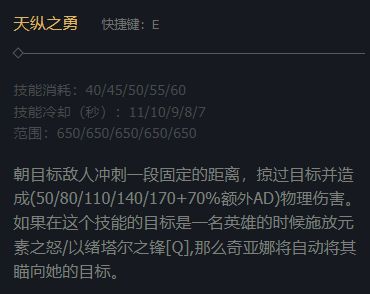 天纵之勇 快捷键：E
技能消耗：40/45/50/55/60
技能冷却（秒）：11/10/9/8/7
范围：650/650/650/650/650
朝目标敌人冲刺一段固定的距离，掠过目标并造
成(50/80/110/140/170+70%额外AD)物理伤害。
如果在这个技能的目标是一名英雄的时候施放元
素之怒/以绪塔尔之锋[Q],那么奇亚娜将自动将其
瞄向她的目标。